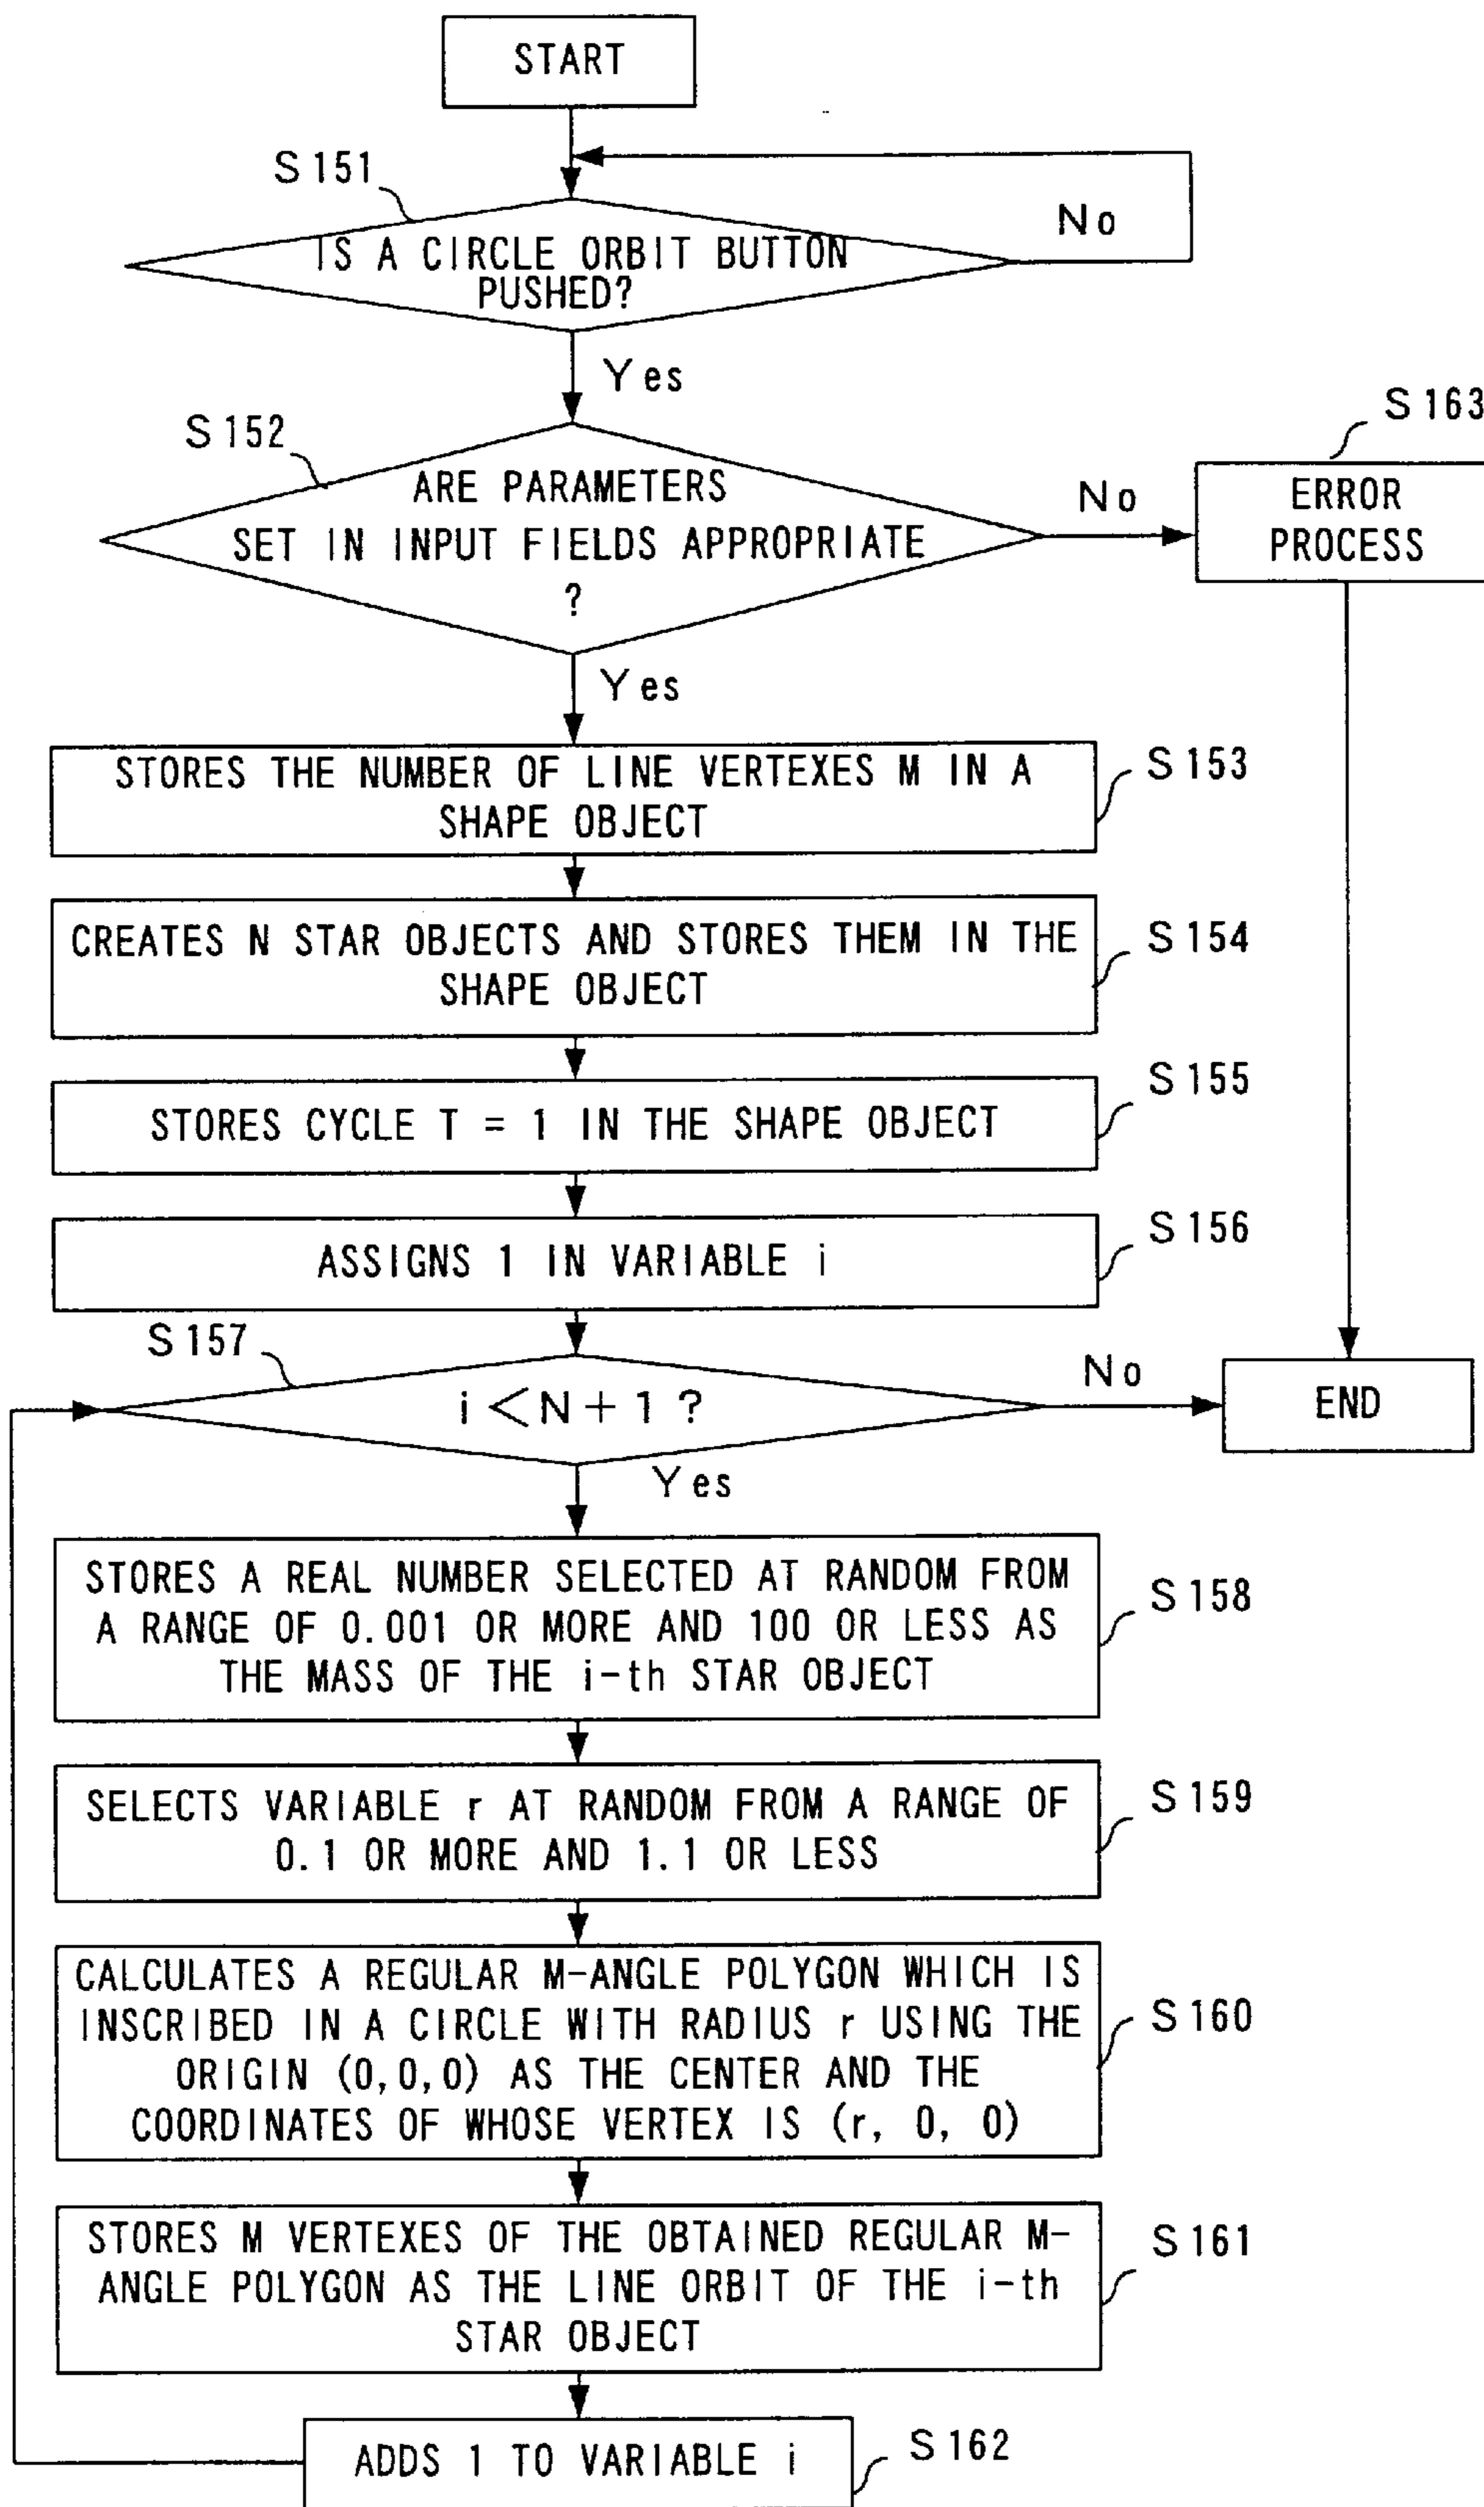 START
S151
No
IS A CIRCLE ORBIT BUTTON
PUSHED?
Yes
S152
S163
ARE PARAMETERS
SET IN INPUT FIELDS APPROPRIATE
?
No
ERROR
PROCESS
Yes
STORES THE NUMBER OF LINE VERTEXES M IN A
SHAPE OBJECT
S153
CREATES N STAR OBJECTS AND STORES THEM IN THE
SHAPE OBJECT
S154
STORES CYCLE T = 1 IN THE SHAPE OBJECT
S155
ASSIGNS 1 IN VARIABLE i
S156
S157
i<N+1?
No
END
Yes
STORES A REAL NUMBER SELECTED AT RANDOM FROM
A RANGE OF 0.001 OR MORE AND 100 OR LESS AS
THE MASS OF THE i-th STAR OBJECT
S158
SELECTS VARIABLE r AT RANDOM FROM A RANGE OF
0.1 OR MORE AND 1.1 OR LESS
S159
CALCULATES A REGULAR M-ANGLE POLYGON WHICH IS
INSCRIBED IN A CIRCLE WITH RADIUS r USING THE
ORIGIN (0,0,0) AS THE CENTER AND THE
COORDINATES OF WHOSE VERTEX IS (r, 0, 0)
S160
STORES M VERTEXES OF THE OBTAINED REGULAR M-
ANGLE POLYGON AS THE LINE ORBIT OF THE i-th
STAR OBJECT
S161
ADDS 1 TO VARIABLE i
S162